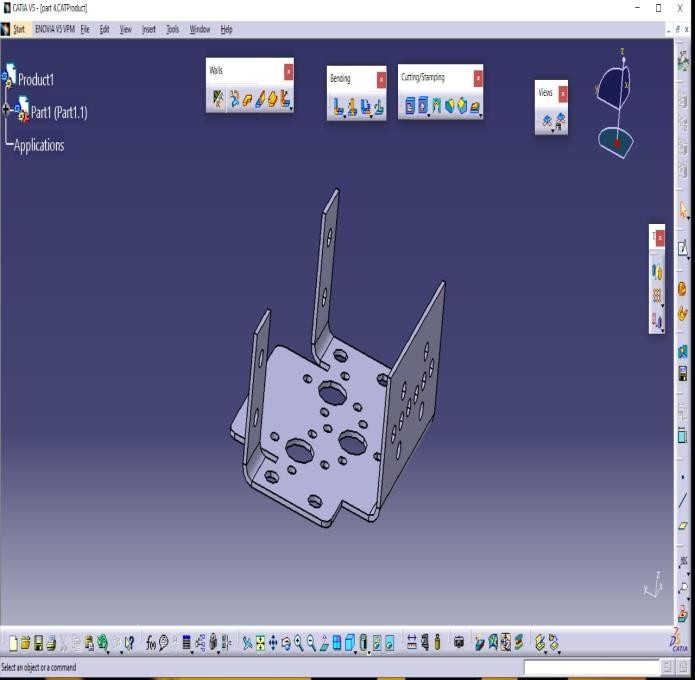 CATIA V5 - [part 4.CATProduct]
Start ENOVIA V5 VPM File Edit View Insert Tools Window Help
Walls
Bending
Cutting/Stamping
Views
T
Product1
Part1 (Part1.1)
Applications
z
x
y
z
x
y
f(x)
CATIA
Select an object or a command